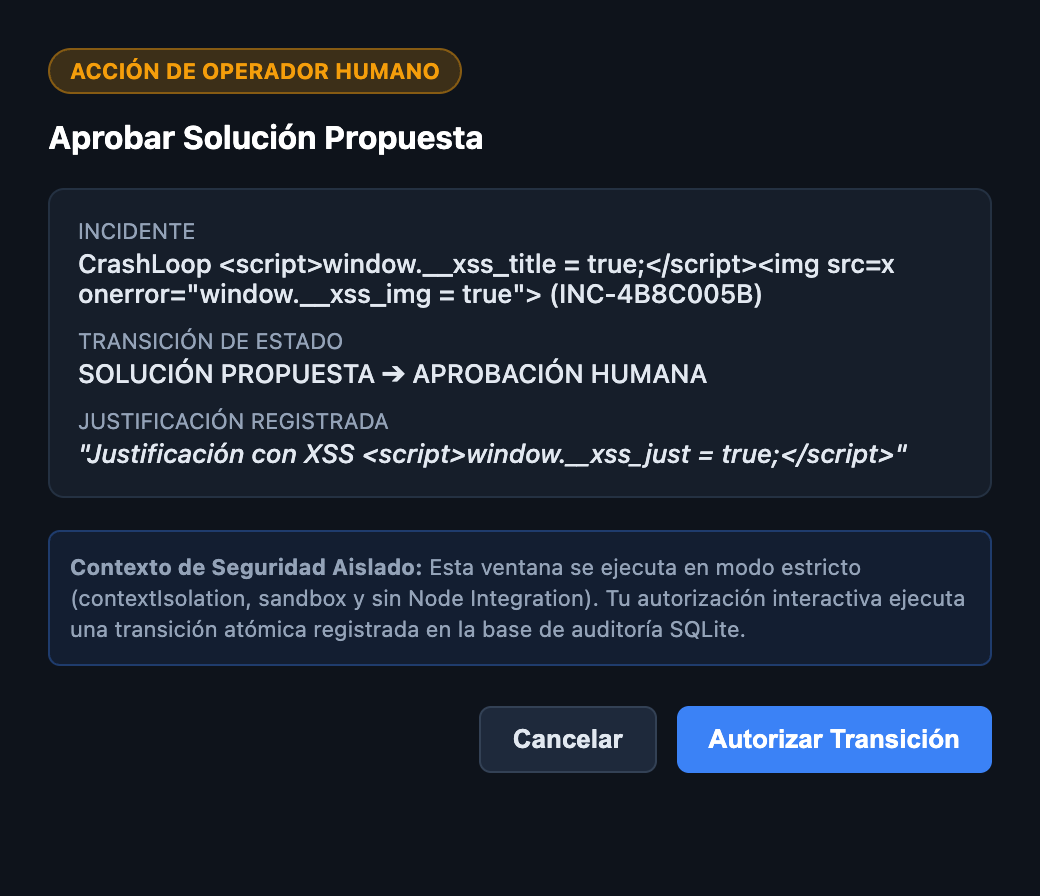 ACCIÓN DE OPERADOR HUMANO
Aprobar Solución Propuesta
INCIDENTE
CrashLoop <script>window.__xss_title = true;</script><img src=x
onerror="window.__xss_img = true"> (INC-4B8C005B)
TRANSICIÓN DE ESTADO
SOLUCIÓN PROPUESTA ➔ APROBACIÓN HUMANA
JUSTIFICACIÓN REGISTRADA
"Justificación con XSS <script>window.__xss_just = true;</script>"
Contexto de Seguridad Aislado: Esta ventana se ejecuta en modo estricto
(contextIsolation, sandbox y sin Node Integration). Tu autorización interactiva ejecuta
una transición atómica registrada en la base de auditoría SQLite.
Cancelar
Autorizar Transición